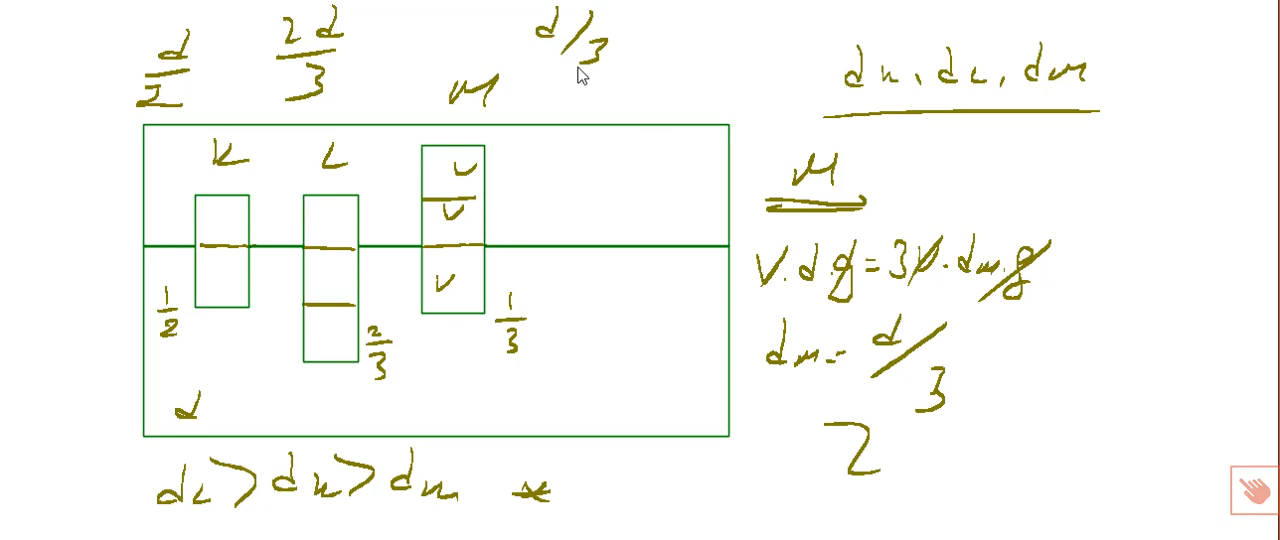 d/2 2d/3 d/3
M
dK, dL, dM
K L
V
V
V
1/2 2/3 1/3
d
dL > dK > dM
M
V.d.g = 3V.dM.g
dM = d/3
2